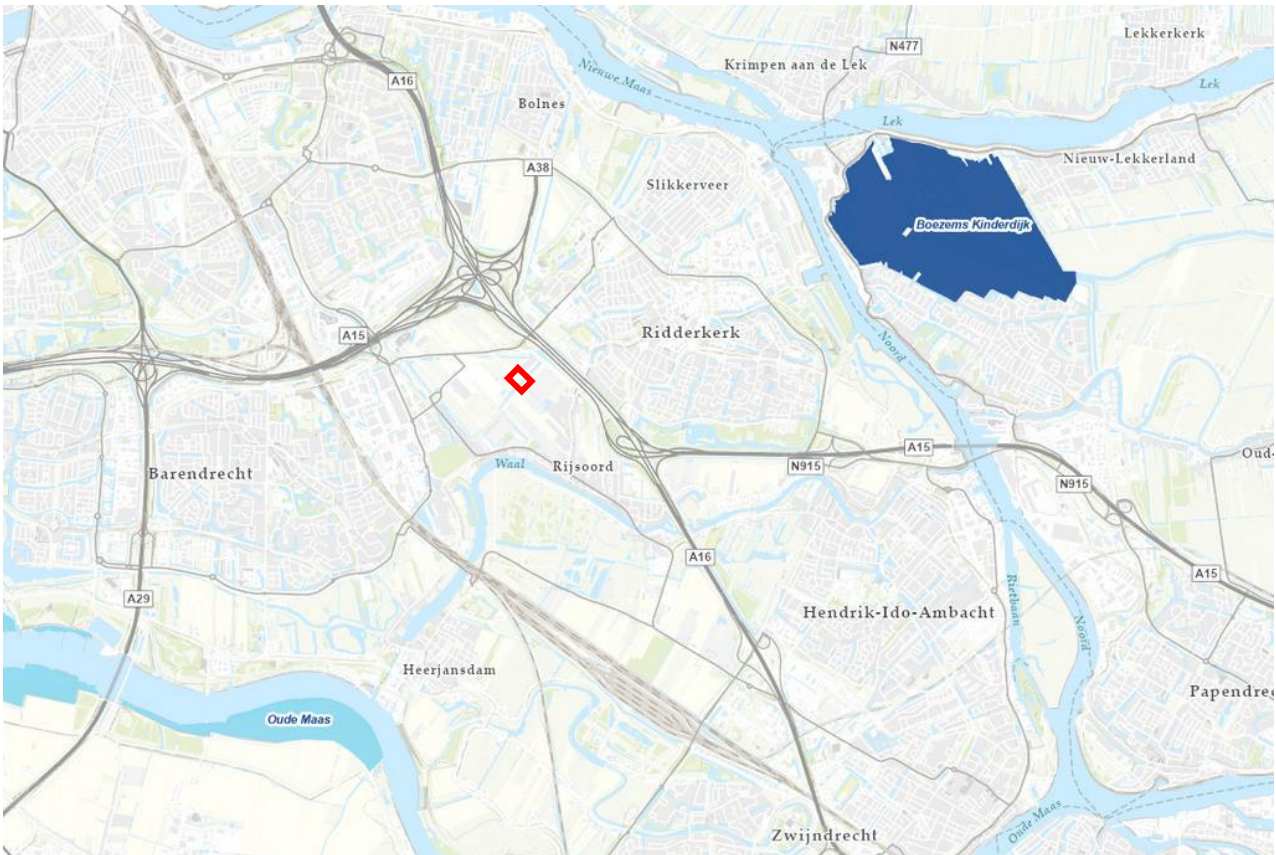 Lekkerkerk
N477
Krimpen aan de Lek
Nieuwe Maas
A16
Lek
Bolnes
Lek
Nieuw-Lekkerland
A38
Slikkerveer
Boezems Kinderdijk
Ridderkerk
A15
Noord
A15
Oud-
Barendrecht
Waal
Rijsoord
N915
N915
A16
A15
A29
Rietbaan
Noord
Hendrik-Ido-Ambacht
Heerjansdam
Papendrec
Oude Maas
Oude Maas
Zwijndrecht